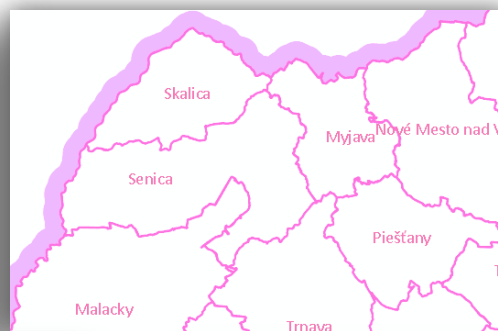 Skalica
Myjava
Nové Mesto nad
Senica
Piešťany
Malacky
Trnava